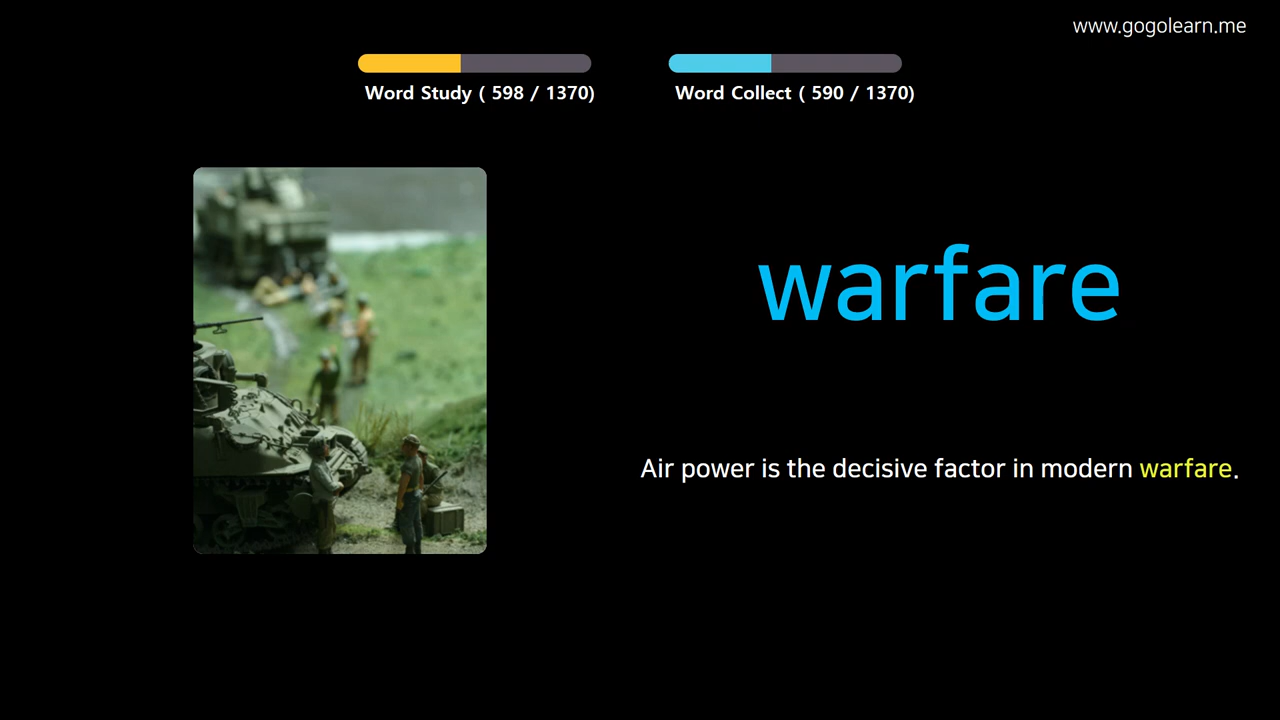 www.gogolearn.me
Word Study ( 598 / 1370)
Word Collect ( 590 / 1370)
warfare
Air power is the decisive factor in modern warfare.